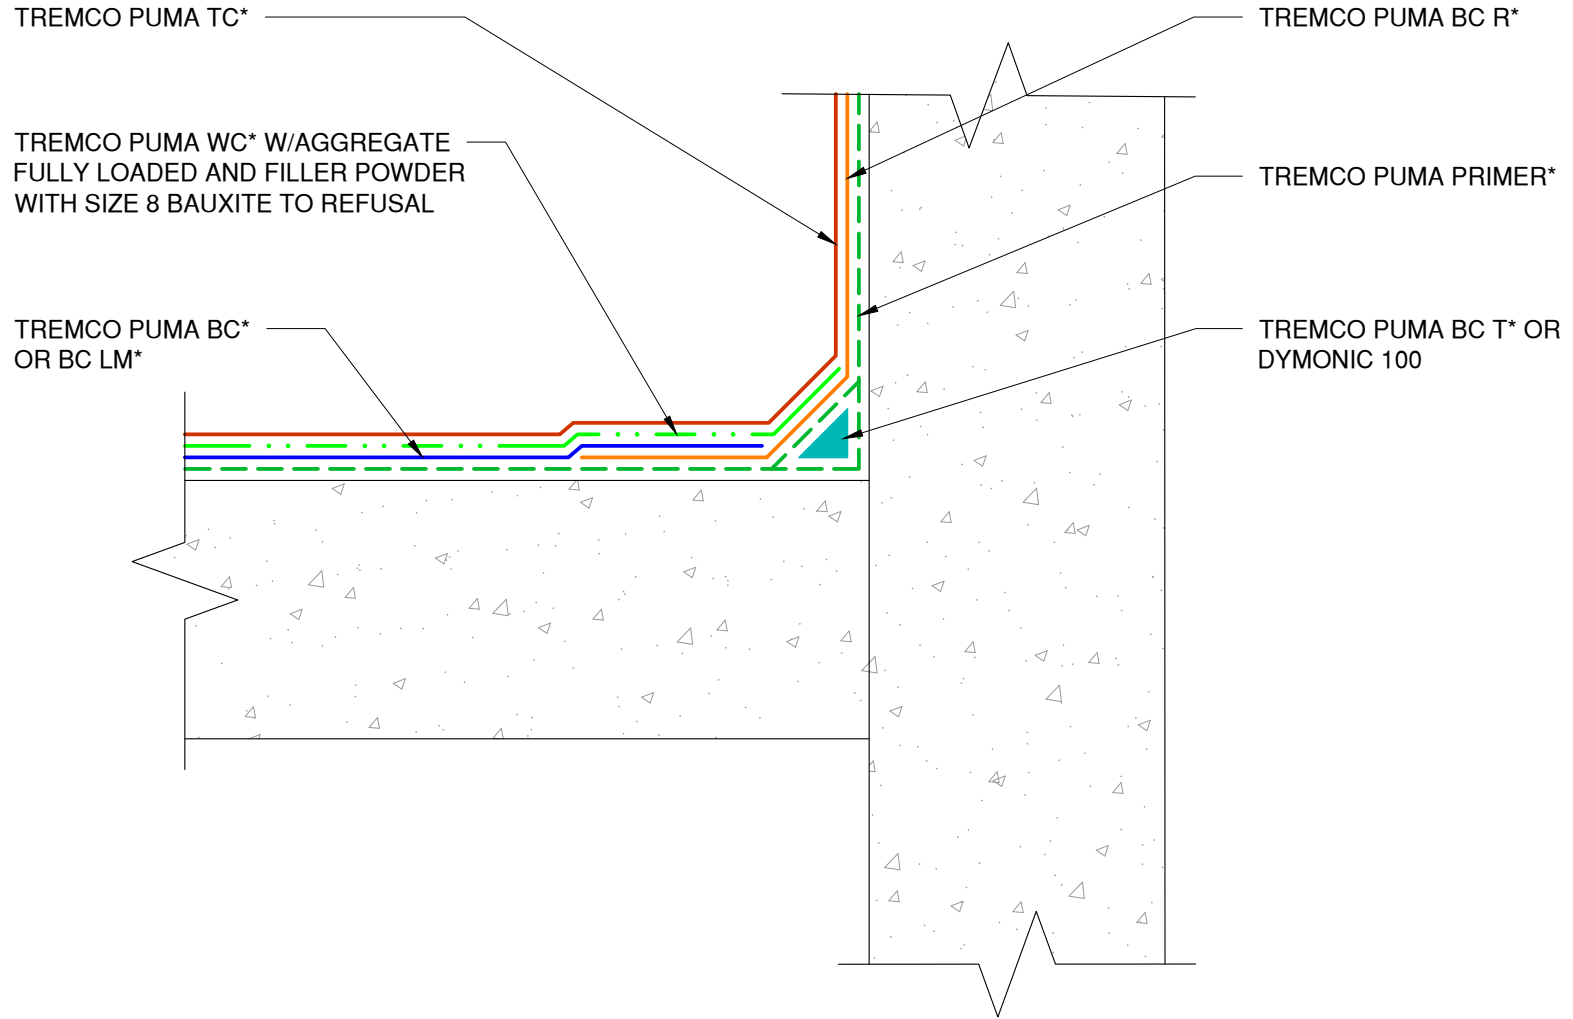 TREMCO PUMA TC*
TREMCO PUMA WC* W/AGGREGATE
FULLY LOADED AND FILLER POWDER
WITH SIZE 8 BAUXITE TO REFUSAL
TREMCO PUMA BC*
OR BC LM*
TREMCO PUMA BC R*
TREMCO PUMA PRIMER*
TREMCO PUMA BC T* OR
DYMONIC 100